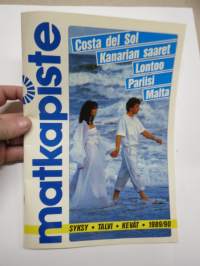 matkapiste
Costa del Sol
Kanarian saaret
Lontoo
Pariisi
Malta
SYKSY • TALVI • KEVÄT • 1989/90